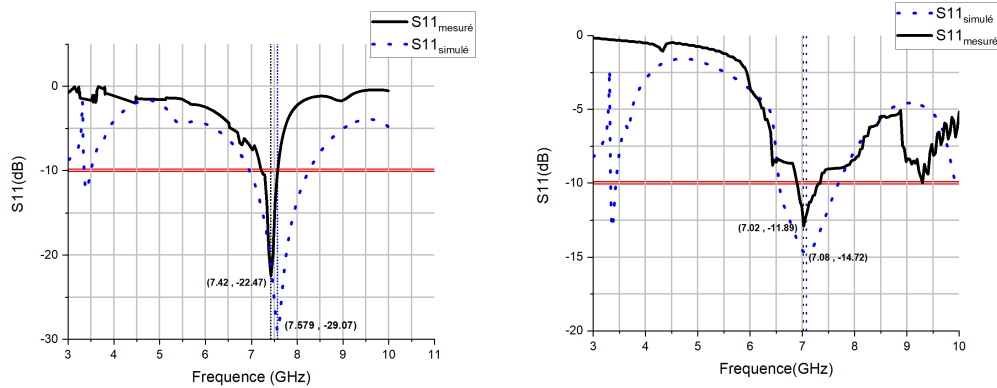 S11mesuré
S11simulé
0
-10
-20
-30
S11(dB)
(7.42 , -22.47)
(7.579 , -29.07)
3 4 5 6 7 8 9 10 11
Frequence (GHz)
S11simulé
S11mesuré
0
-5
-10
-15
-20
S11(dB)
(7.02 , -11.89)
(7.08 , -14.72)
3 4 5 6 7 8 9 10
Frequence(GHz)